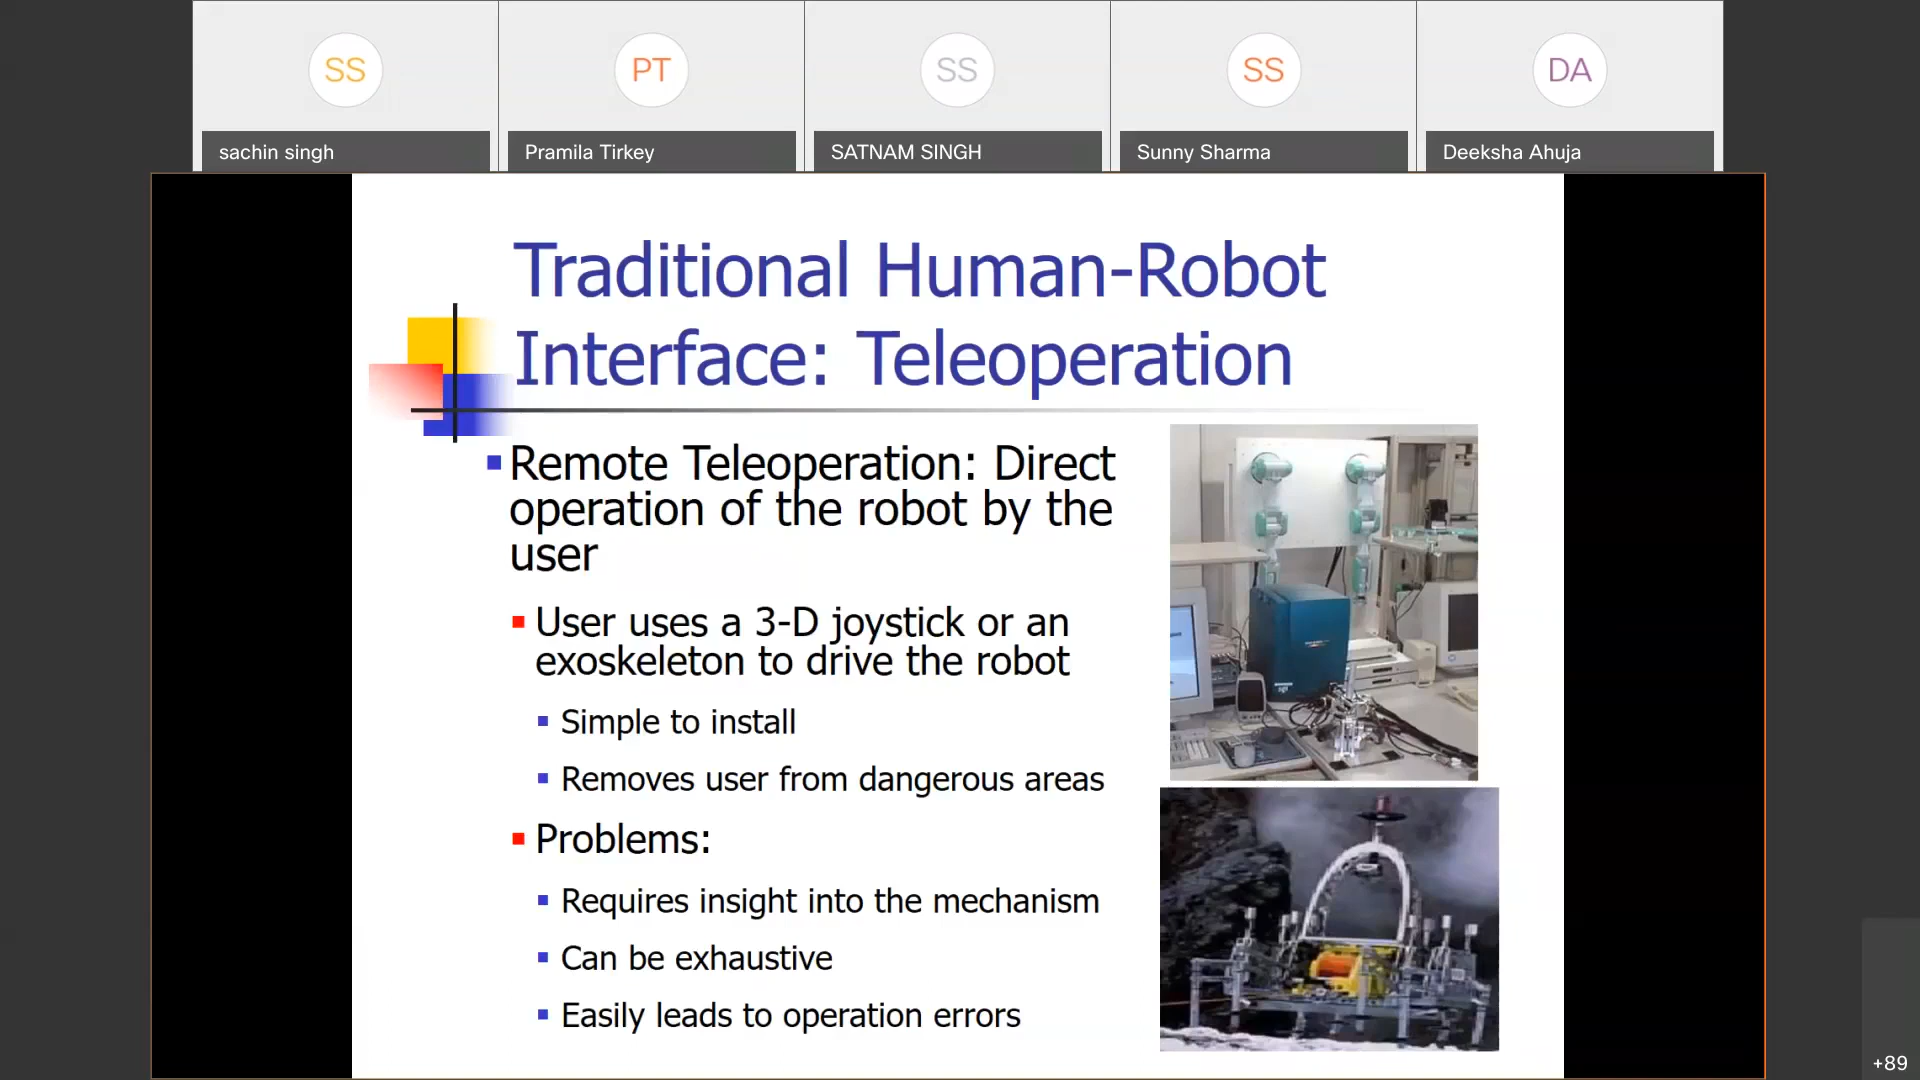 SS
PT
SS
SS
DA
sachin singh
Pramila Tirkey
SATNAM SINGH
Sunny Sharma
Deeksha Ahuja
Traditional Human-Robot
Interface: Teleoperation
Remote Teleoperation: Direct
operation of the robot by the
user
User uses a 3-D joystick or an
exoskeleton to drive the robot
Simple to install
Removes user from dangerous areas
Problems:
Requires insight into the mechanism
Can be exhaustive
Easily leads to operation errors
+89